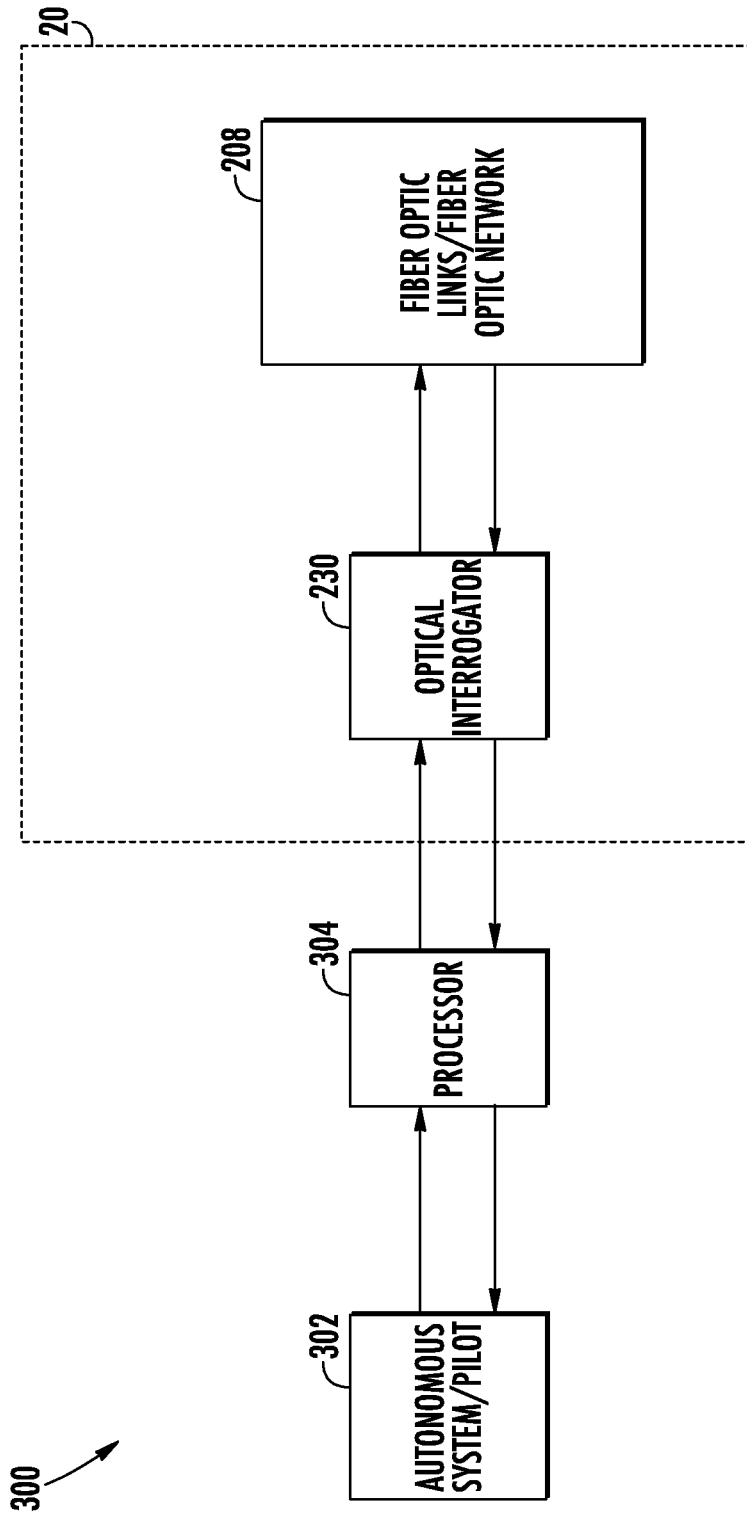 300
302
AUTONOMOUS
SYSTEM/PILOT
304
PROCESSOR
230
OPTICAL
INTERROGATOR
20
208
FIBER OPTIC
LINKS/FIBER
OPTIC NETWORK